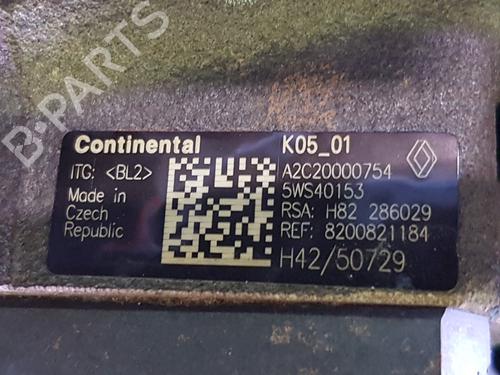 B-PARTS
Continental
K05_01
ITG: <BL2>
A2C20000754
Made in
5WS40153
Czech
RSA: H82 286029
Republic
REF: 8200821184
H42/50729